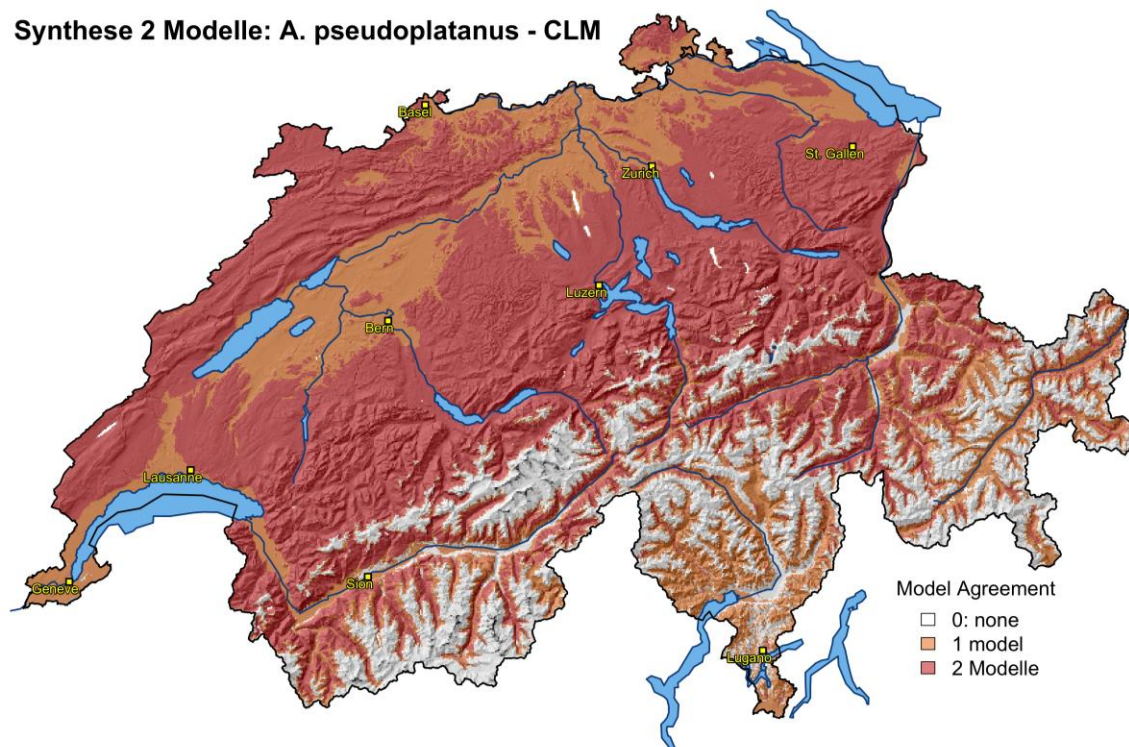 Synthese 2 Modelle: A. pseudoplatanus - CLM
Basel
St. Gallen
Zurich
Luzern
Bern
Lausanne
Geneve
Sion
Lugano
Model Agreement
0: none
1 model
2 Modelle